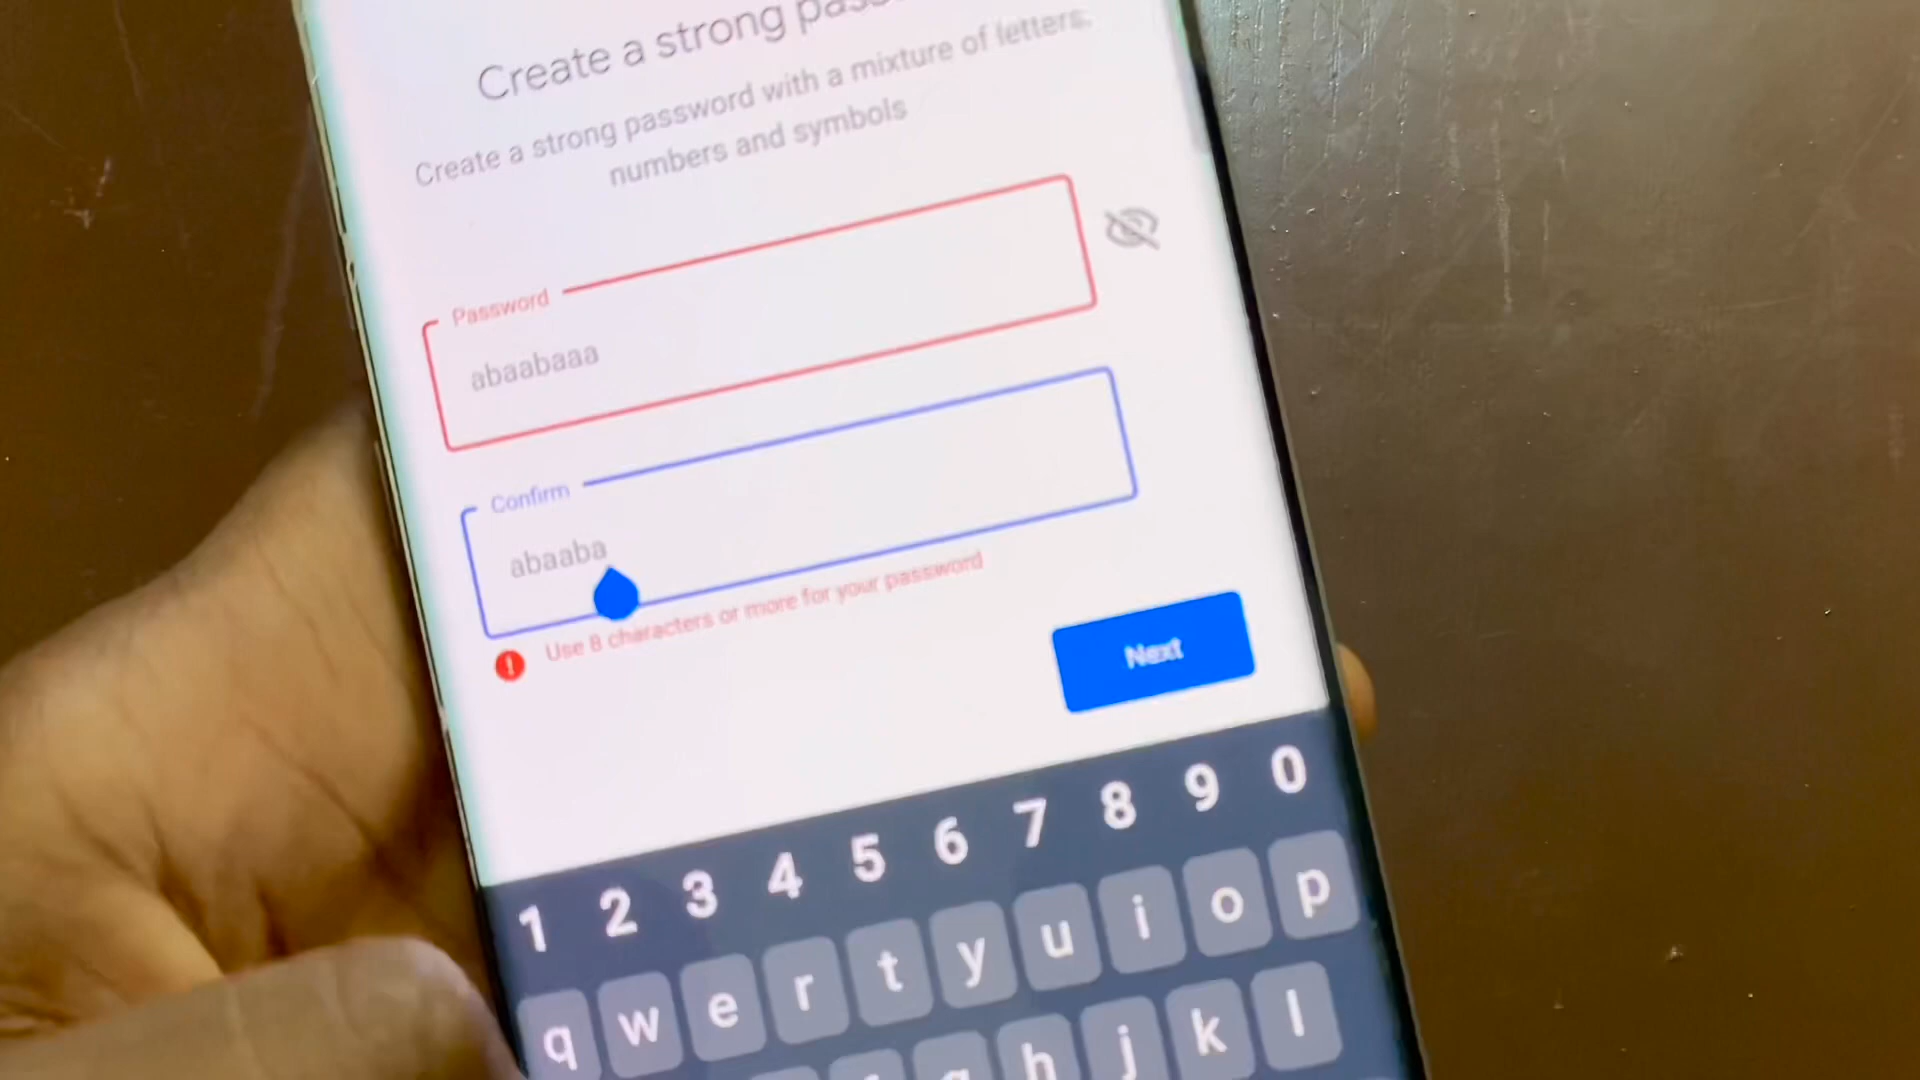 Create a strong
Create a strong password with a mixture of letters,
numbers and symbols
Password
abaabaaa
Confirm
abaaba
! Use 8 characters or more for your password
Next
1 2 3 4 5 6 7 8 9 0
q w e r t y u i o p
h j k l